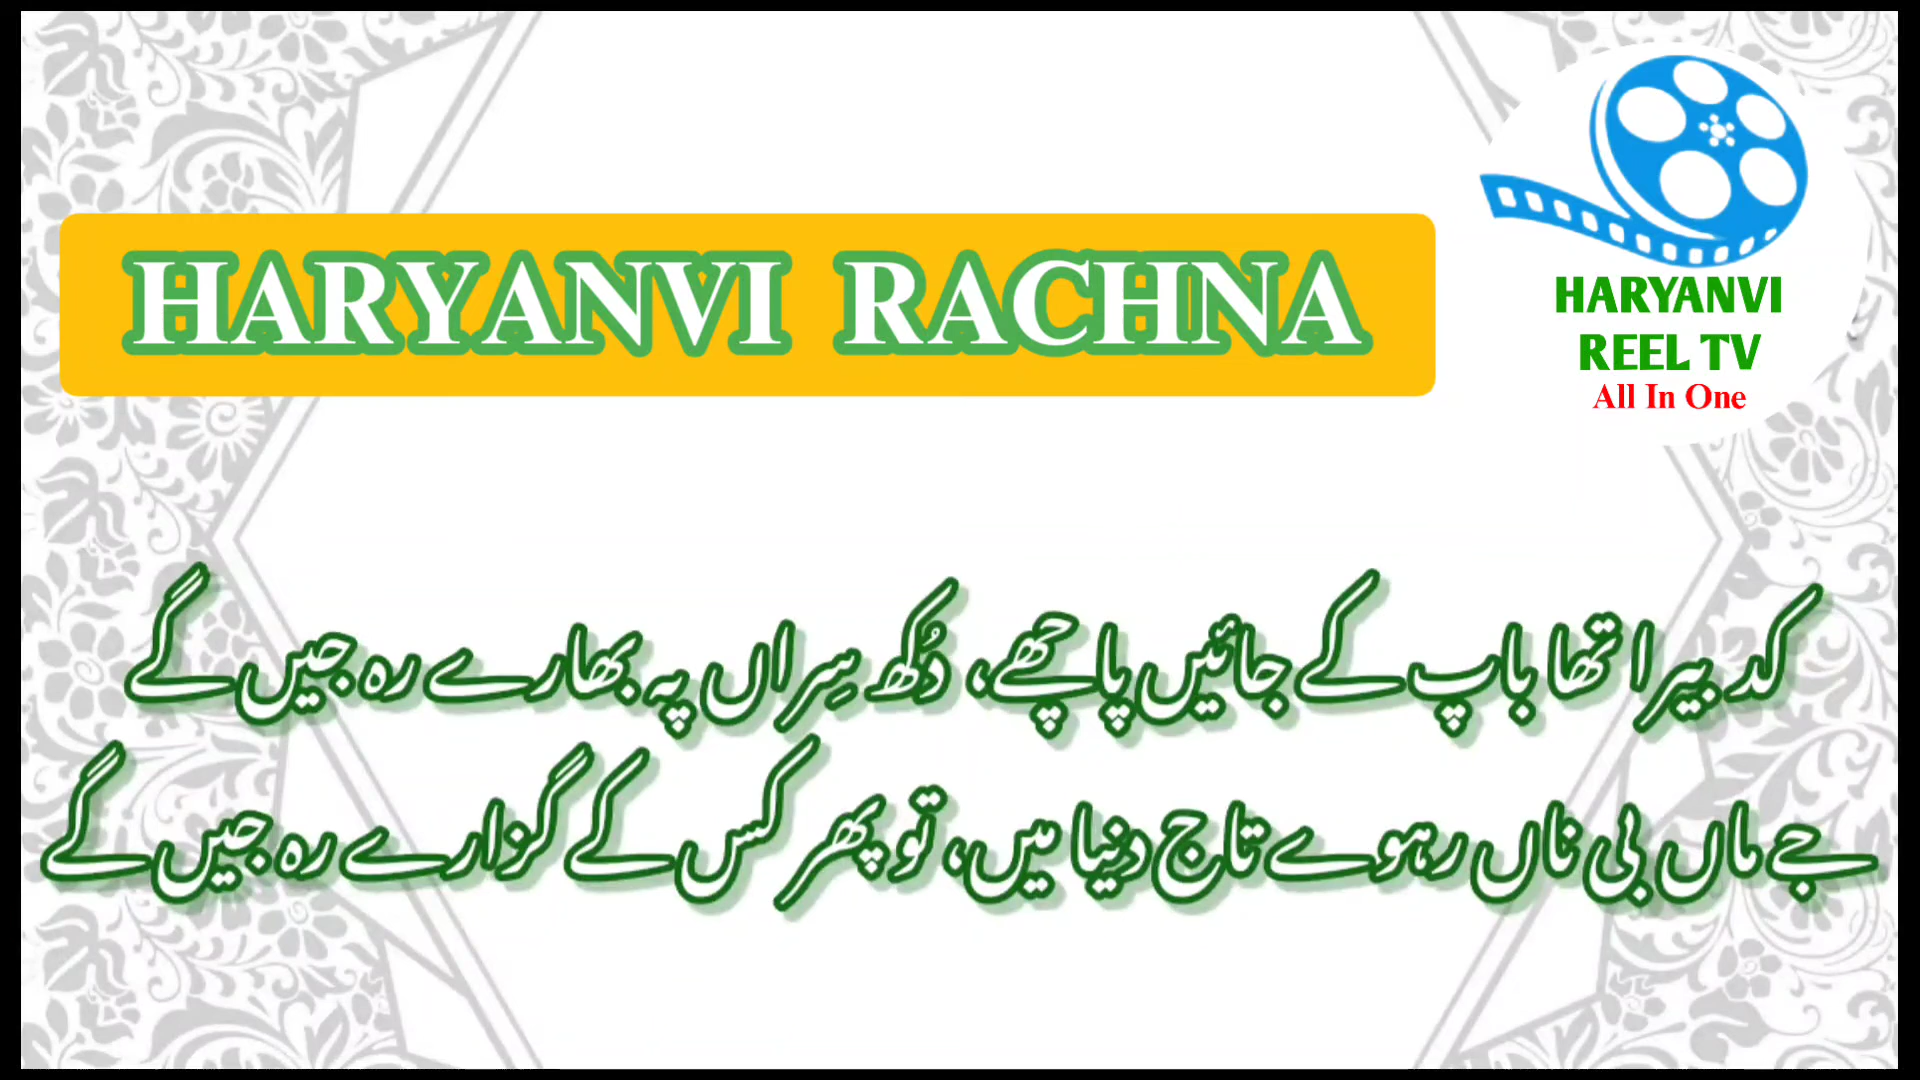 HARYANVI RACHNA
HARYANVI
REEL TV
All In One
کد بیرا تھا باپ کے جائیں پاچھے، دُکھ سِراں پہ بھارے رہ جیں گے
جے ماں بی ناں رہوے تاج دنیا میں، تو پھر کس کے گزارے رہ جیں گے